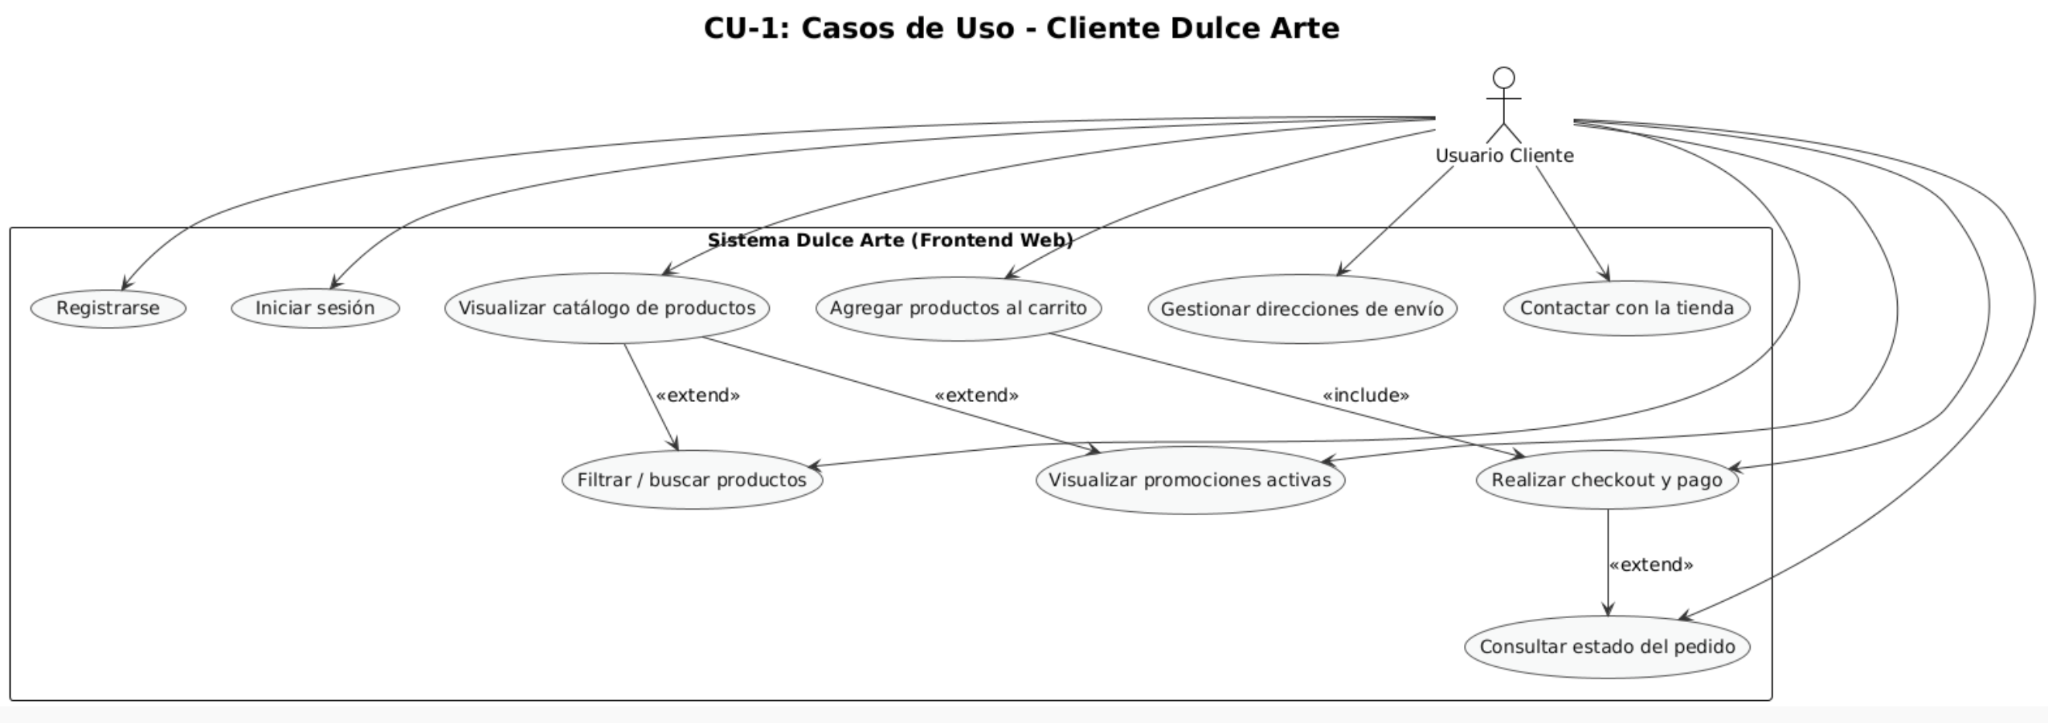 CU-1: Casos de Uso - Cliente Dulce Arte
Usuario Cliente
Sistema Dulce Arte (Frontend Web)
Registrarse
Iniciar sesión
Visualizar catálogo de productos
Agregar productos al carrito
Gestionar direcciones de envío
Contactar con la tienda
«extend»
«extend»
«include»
Filtrar / buscar productos
Visualizar promociones activas
Realizar checkout y pago
«extend»
Consultar estado del pedido